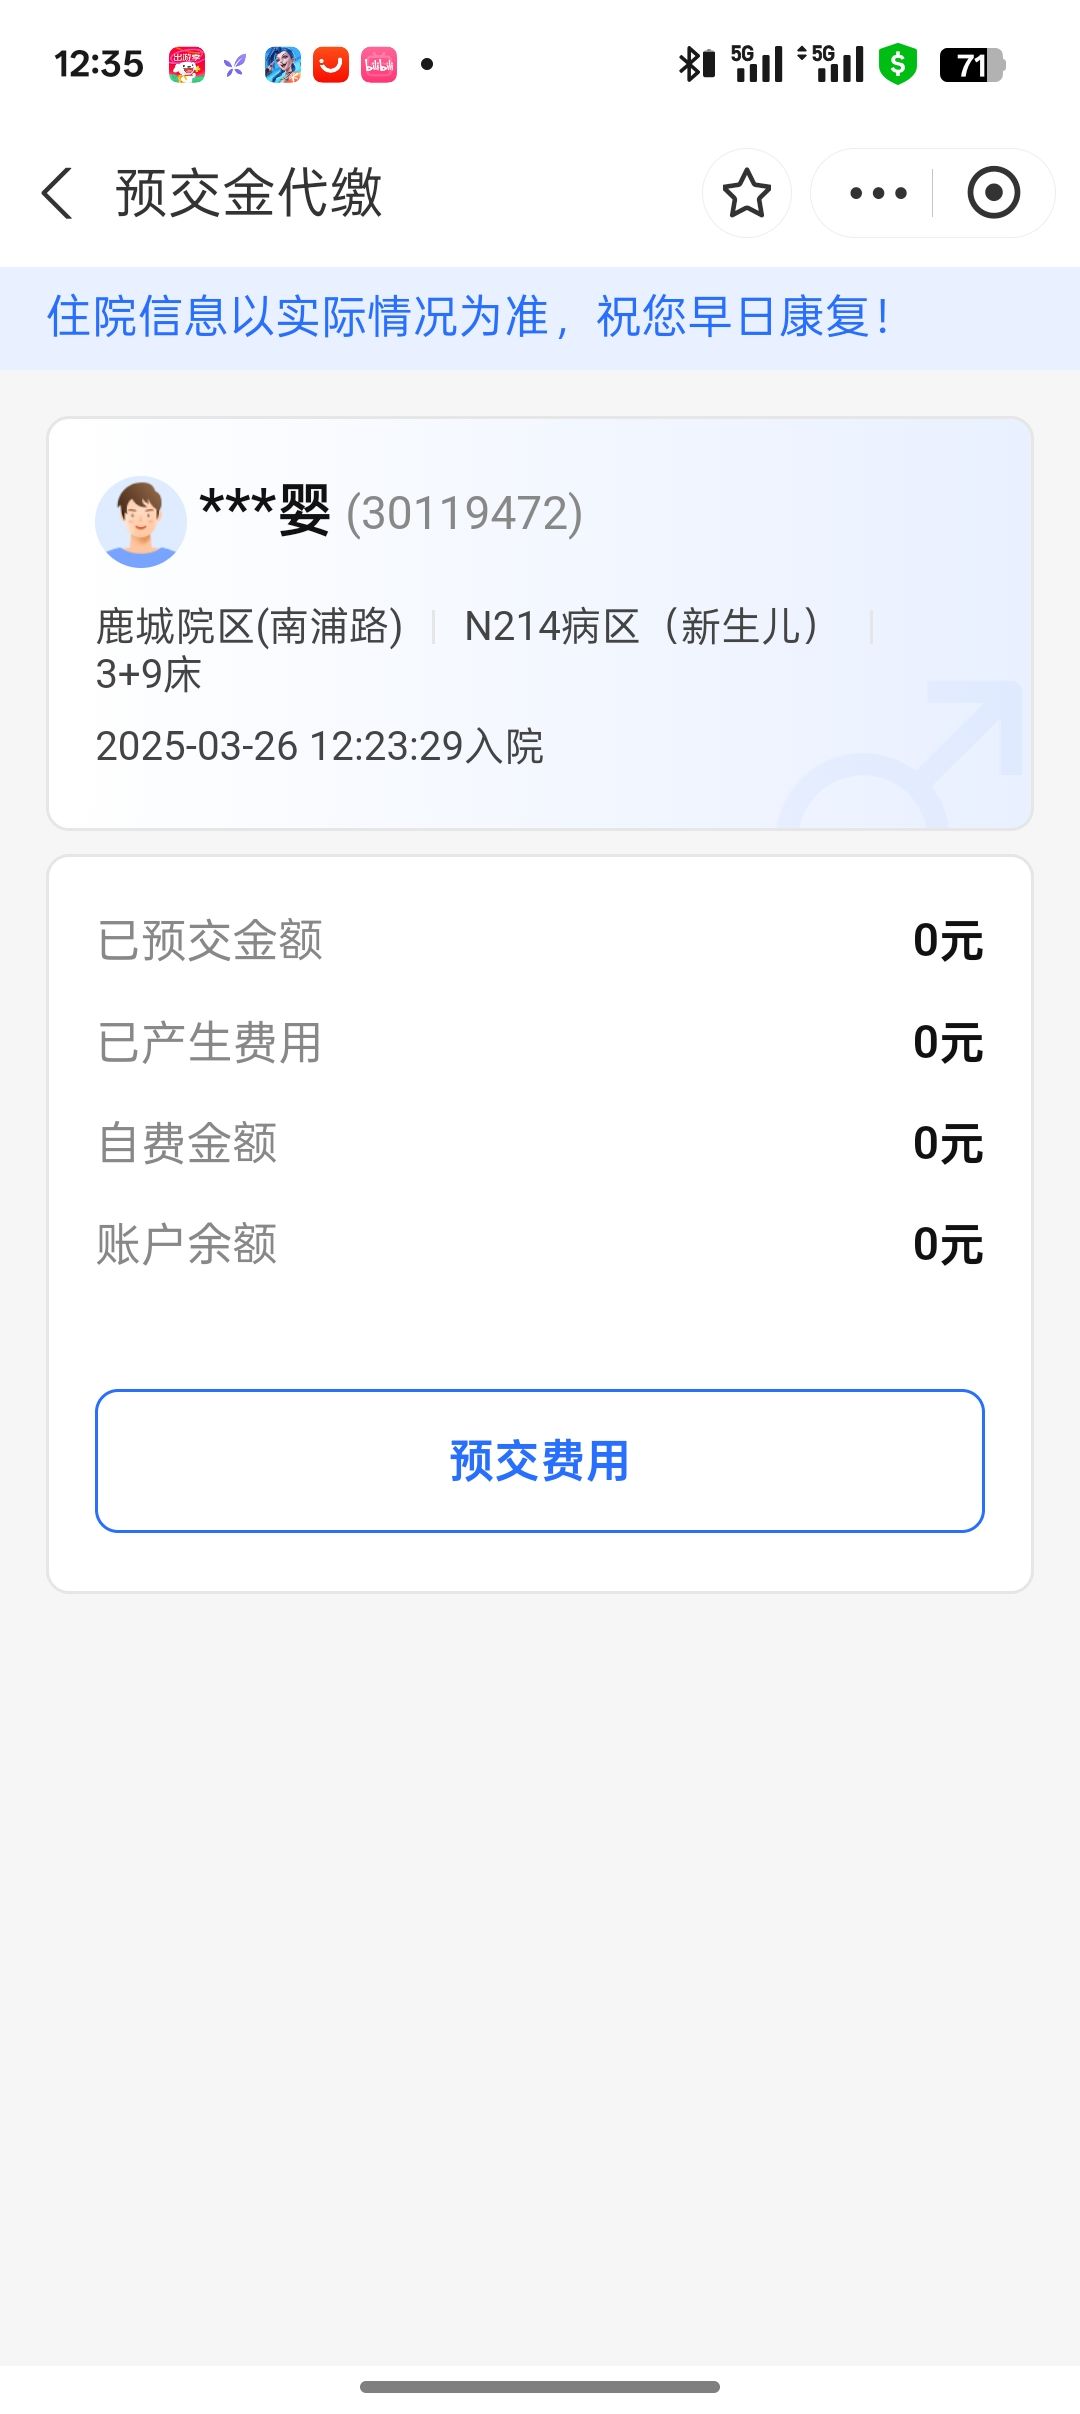 12:35
5G
5G
71
预交金代缴
住院信息以实际情况为准，祝您早日康复！
***婴 (30119472)
鹿城院区(南浦路) | N214病区（新生儿） |
3+9床
2025-03-26 12:23:29入院
已预交金额 0元
已产生费用 0元
自费金额 0元
账户余额 0元
预交费用